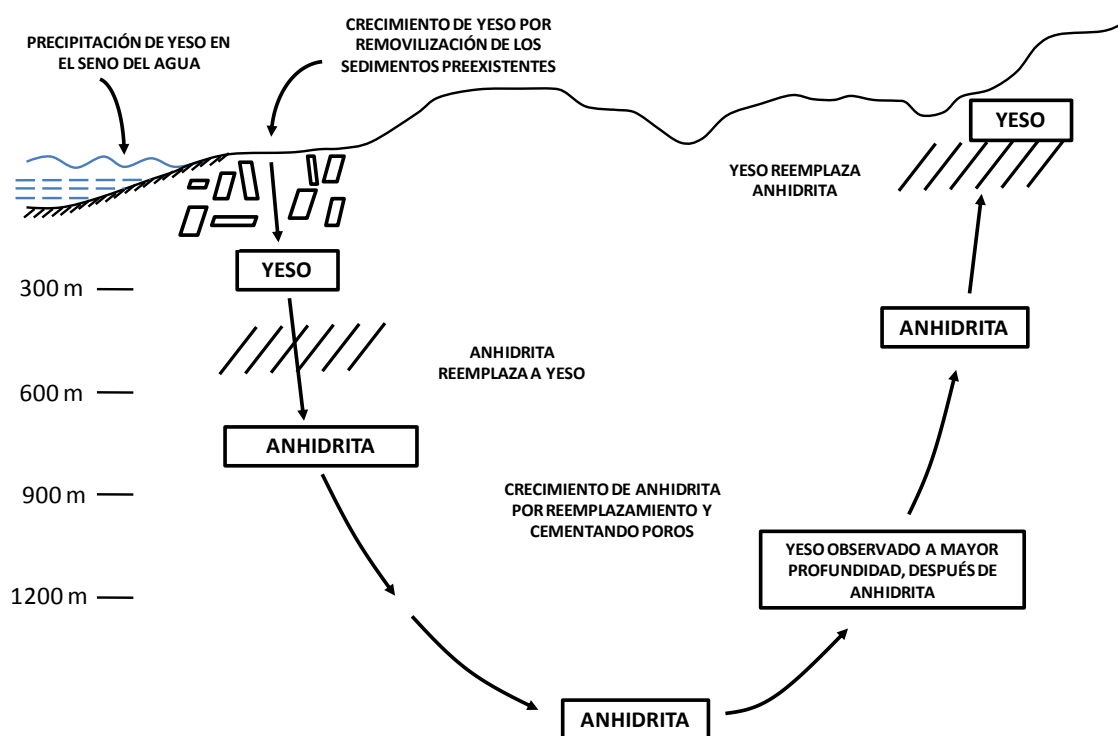 PRECIPITACIÓN DE YESO EN
EL SENO DEL AGUA
CRECIMIENTO DE YESO POR
REMOVILIZACIÓN DE LOS
SEDIMENTOS PREEXISTENTES
YESO
YESO REEMPLAZA
ANHIDRITA
YESO
300 m
ANHIDRITA
ANHIDRITA
REEMPLAZA A YESO
600 m
ANHIDRITA
900 m
CRECIMIENTO DE ANHIDRITA
POR REEMPLAZAMIENTO Y
CEMENTANDO POROS
YESO OBSERVADO A MAYOR
PROFUNDIDAD, DESPUÉS DE
ANHIDRITA
1200 m
ANHIDRITA